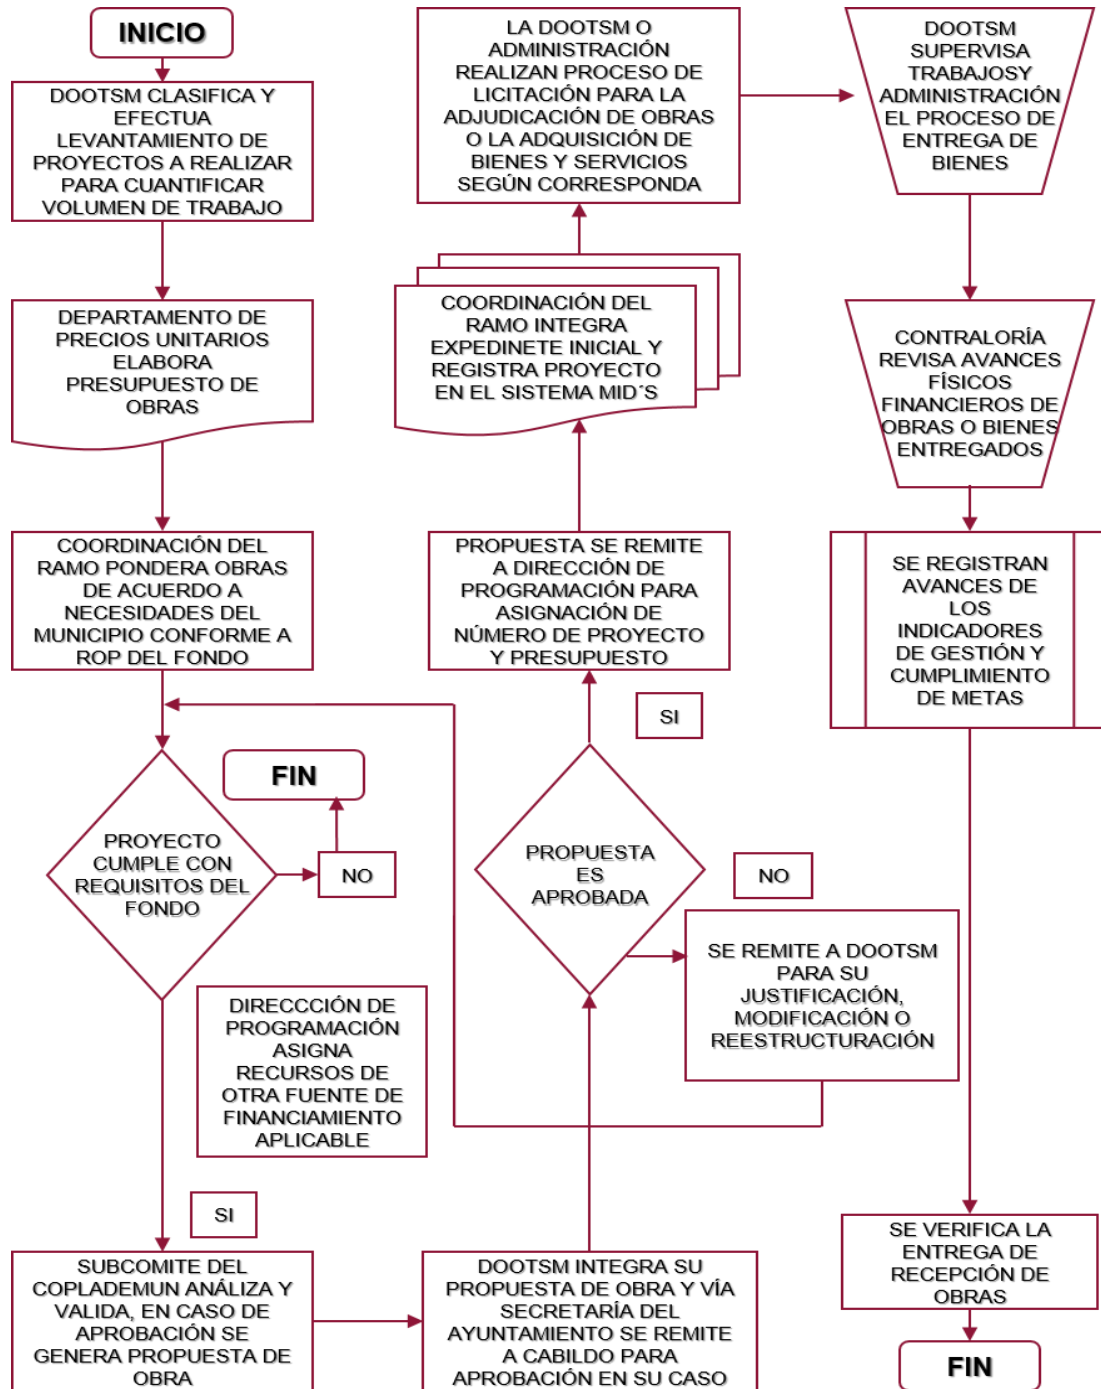 INICIO
DOOTSM CLASIFICA Y
EFECTUA
LEVANTAMIENTO DE
PROYECTOS A REALIZAR
PARA CUANTIFICAR
VOLUMEN DE TRABAJO
DEPARTAMENTO DE
PRECIOS UNITARIOS
ELABORA
PRESUPUESTO DE
OBRAS
COORDINACIÓN DEL
RAMO PONDERA OBRAS
DE ACUERDO A
NECESIDADES DEL
MUNICIPIO CONFORME A
ROP DEL FONDO
PROYECTO
CUMPLE CON
REQUISITOS DEL
FONDO
NO
FIN
DIRECCCIÓN DE
PROGRAMACIÓN
ASIGNA
RECURSOS DE
OTRA FUENTE DE
FINANCIAMIENTO
APLICABLE
SI
SUBCOMITE DEL
COPLADEMUN ANÁLIZA Y
VALIDA, EN CASO DE
APROBACIÓN SE
GENERA PROPUESTA DE
OBRA
DOOTSM INTEGRA SU
PROPUESTA DE OBRA Y VÍA
SECRETARÍA DEL
AYUNTAMIENTO SE REMITE
A CABILDO PARA
APROBACIÓN EN SU CASO
PROPUESTA
ES
APROBADA
NO
SE REMITE A DOOTSM
PARA SU
JUSTIFICACIÓN,
MODIFICACIÓN O
REESTRUCTURACIÓN
SI
PROPUESTA SE REMITE
A DIRECCIÓN DE
PROGRAMACIÓN PARA
ASIGNACIÓN DE
NÚMERO DE PROYECTO
Y PRESUPUESTO
COORDINACIÓN DEL
RAMO INTEGRA
EXPEDINETE INICIAL Y
REGISTRA PROYECTO
EN EL SISTEMA MID´S
LA DOOTSM O
ADMINISTRACIÓN
REALIZAN PROCESO DE
LICITACIÓN PARA LA
ADJUDICACIÓN DE OBRAS
O LA ADQUISICIÓN DE
BIENES Y SERVICIOS
SEGÚN CORRESPONDA
DOOTSM
SUPERVISA
TRABAJOSY
ADMINISTRACIÓN
EL PROCESO DE
ENTREGA DE
BIENES
CONTRALORÍA
REVISA AVANCES
FÍSICOS
FINANCIEROS DE
OBRAS O BIENES
ENTREGADOS
SE REGISTRAN
AVANCES DE
LOS
INDICADORES
DE GESTIÓN Y
CUMPLIMIENTO
DE METAS
SE VERIFICA LA
ENTREGA DE
RECEPCIÓN DE
OBRAS
FIN